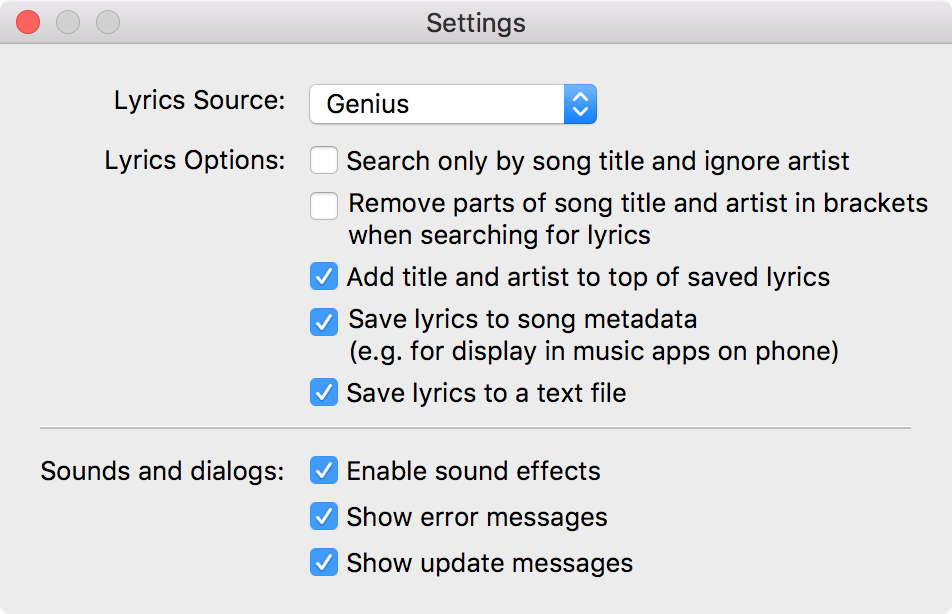 Settings
Lyrics Source:
Genius
Lyrics Options:
Search only by song title and ignore artist
Remove parts of song title and artist in brackets
when searching for lyrics
Add title and artist to top of saved lyrics
Save lyrics to song metadata
(e.g. for display in music apps on phone)
Save lyrics to a text file
Sounds and dialogs:
Enable sound effects
Show error messages
Show update messages